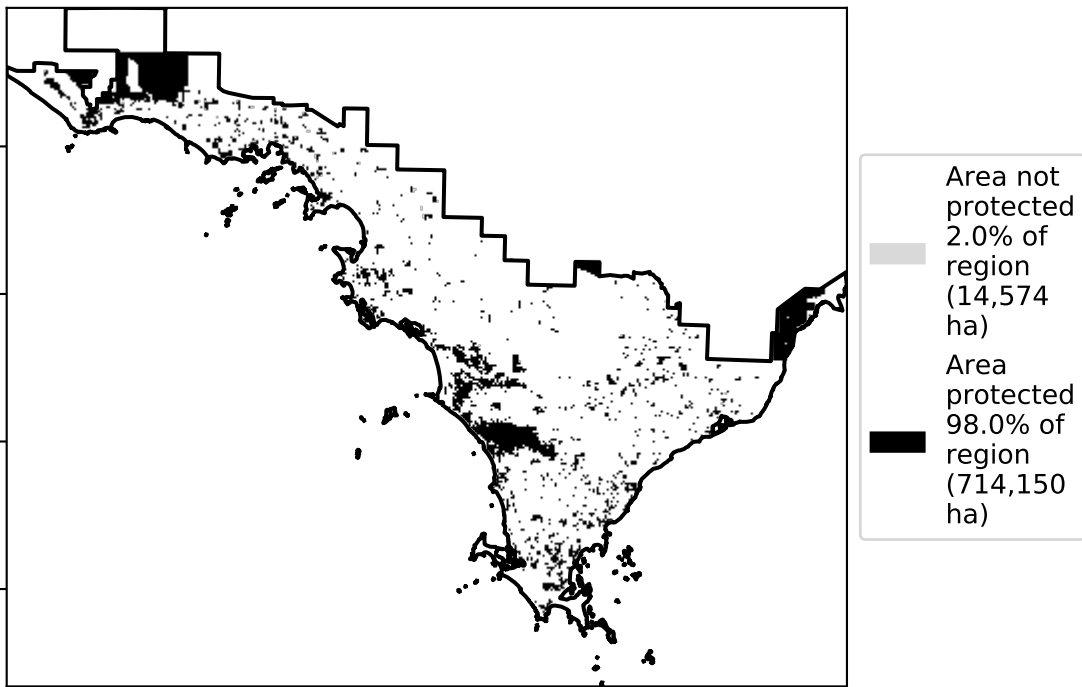 Area not
protected
2.0% of
region
(14,574
ha)
Area
protected
98.0% of
region
(714,150
ha)